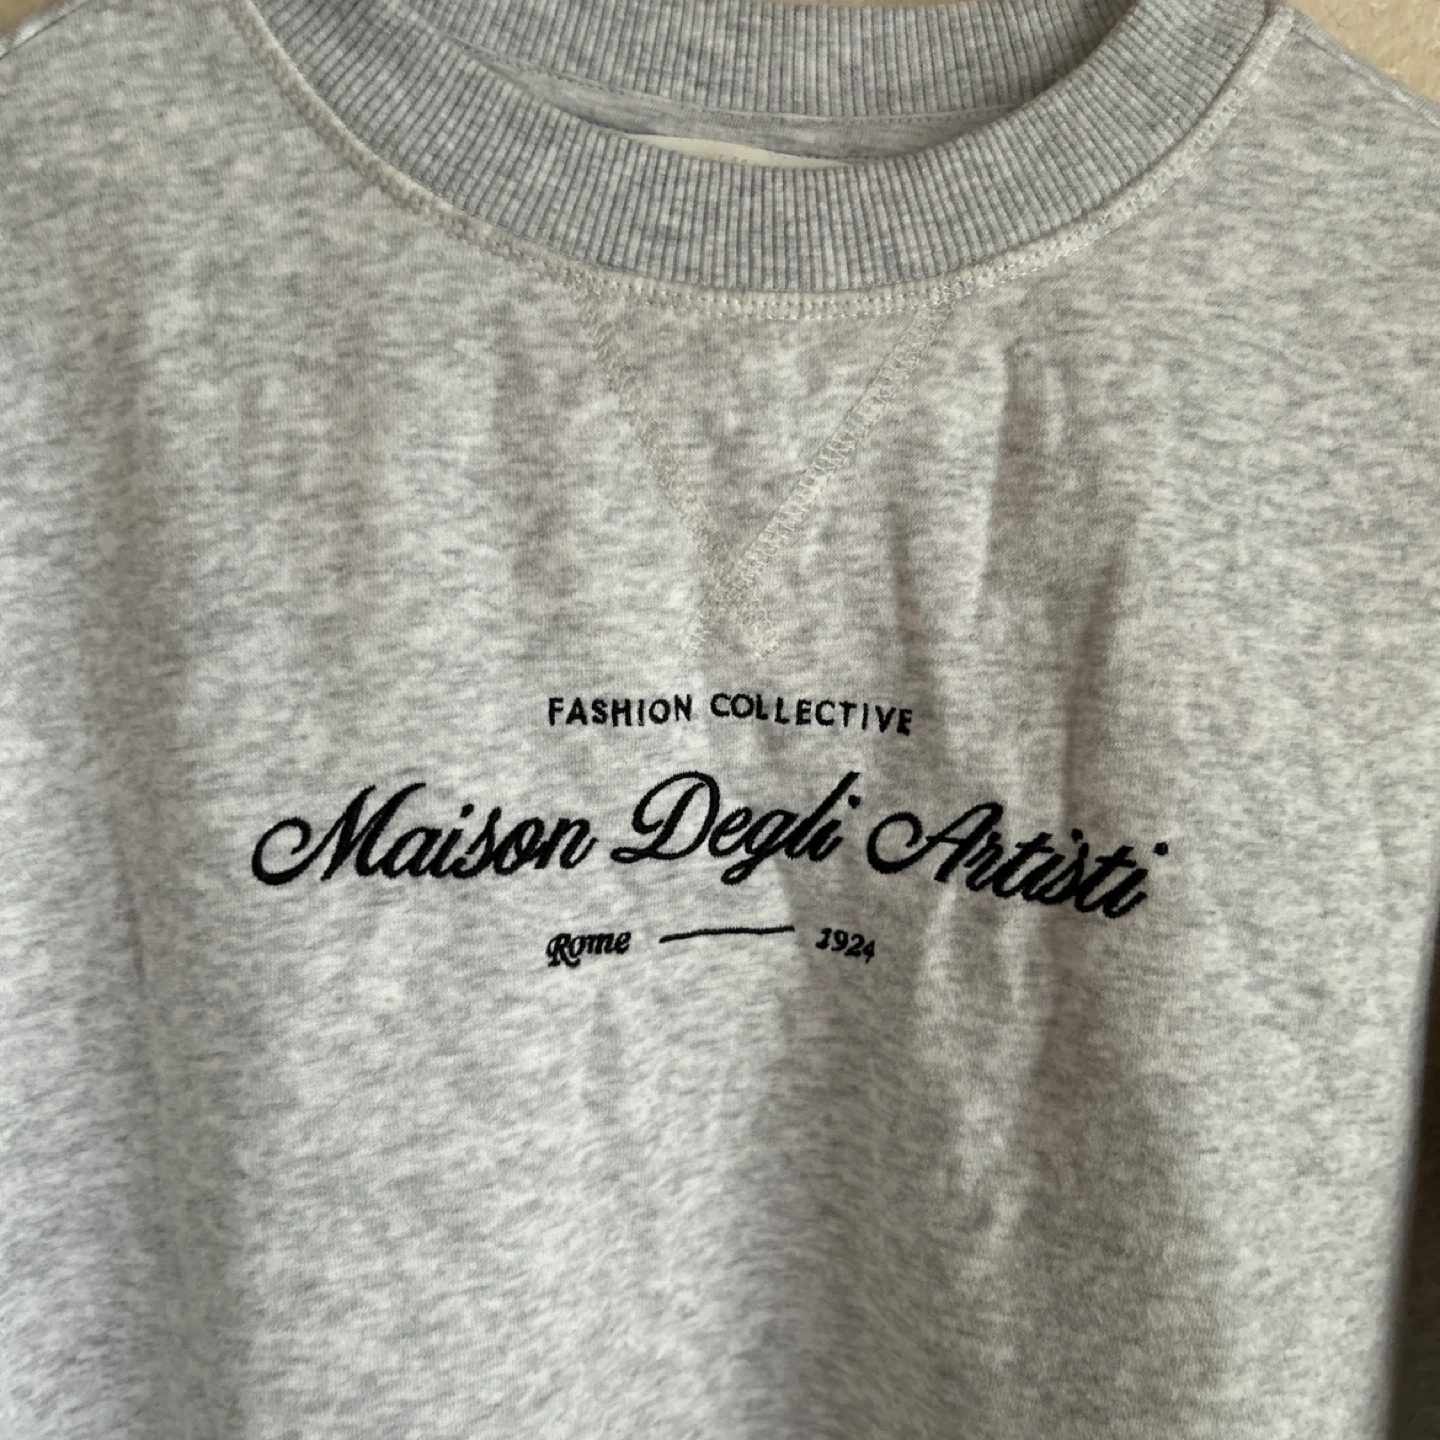 FASHION COLLECTIVE
Maison Degli Artisti
Rome — 1924